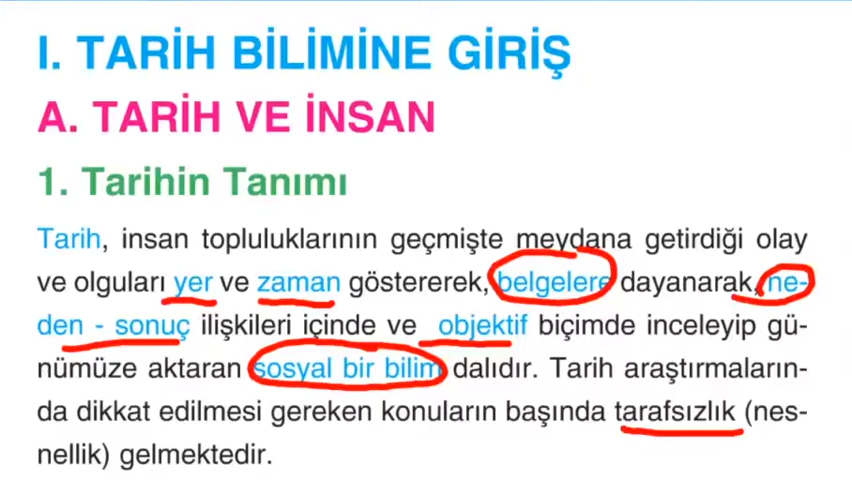 I. TARİH BİLİMİNE GİRİŞ
A. TARİH VE İNSAN
1. Tarihin Tanımı
Tarih, insan topluluklarının geçmişte meydana getirdiği olay
ve olguları yer ve zaman göstererek, belgelere dayanarak, ne-
den - sonuç ilişkileri içinde ve objektif biçimde inceleyip gü-
nümüze aktaran sosyal bir bilim dalıdır. Tarih araştırmaların-
da dikkat edilmesi gereken konuların başında tarafsızlık (nes-
nellik) gelmektedir.